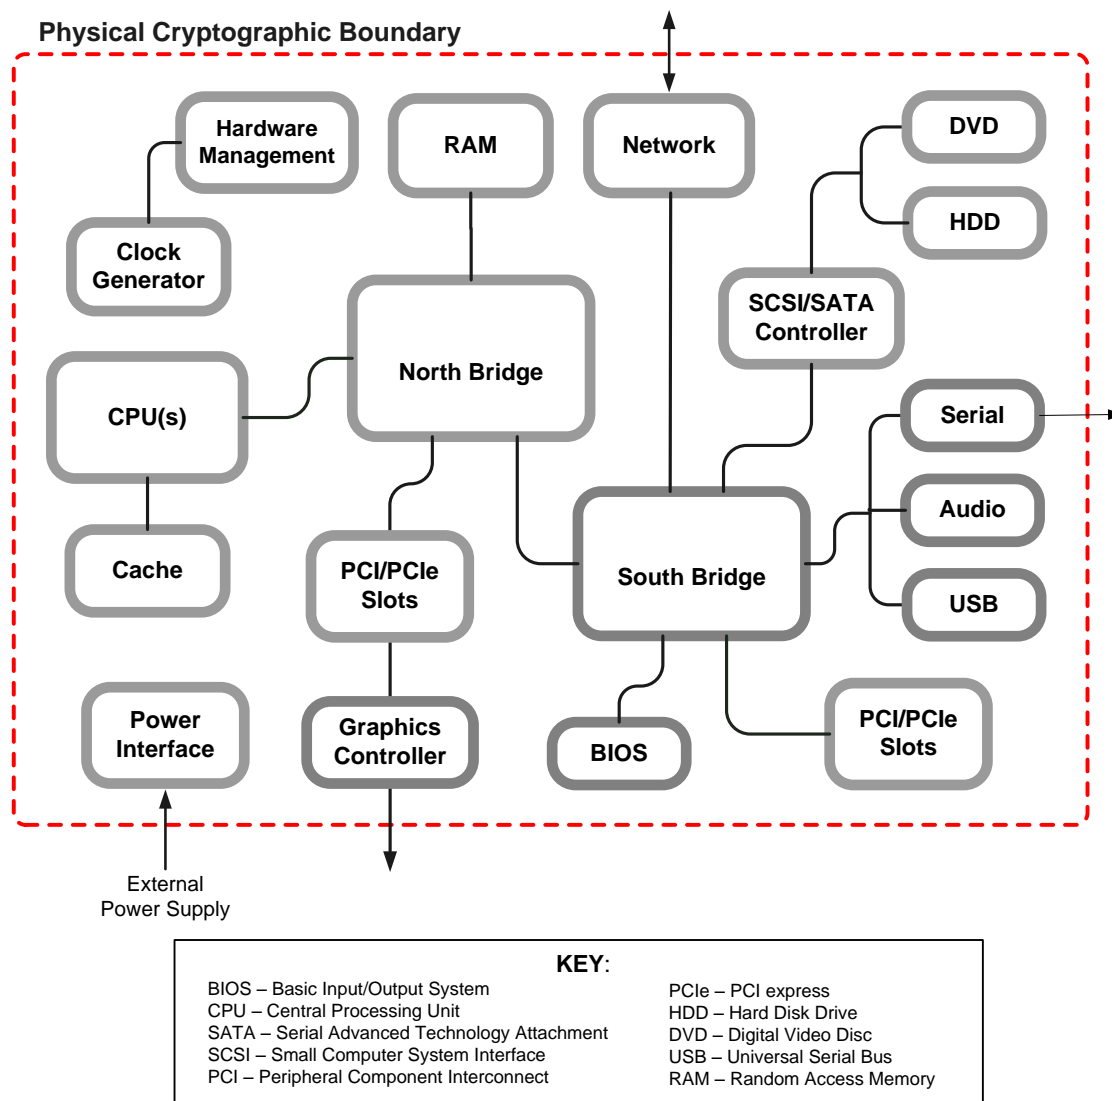 Physical Cryptographic Boundary
Hardware
Management
RAM
Network
DVD
HDD
Clock
Generator
SCSI/SATA
Controller
North Bridge
CPU(s)
Serial
Audio
USB
Cache
PCI/PCIe
Slots
South Bridge
Power
Interface
Graphics
Controller
BIOS
PCI/PCIe
Slots
External
Power Supply
KEY:
BIOS – Basic Input/Output System
CPU – Central Processing Unit
SATA – Serial Advanced Technology Attachment
SCSI – Small Computer System Interface
PCI – Peripheral Component Interconnect
PCIe – PCI express
HDD – Hard Disk Drive
DVD – Digital Video Disc
USB – Universal Serial Bus
RAM – Random Access Memory